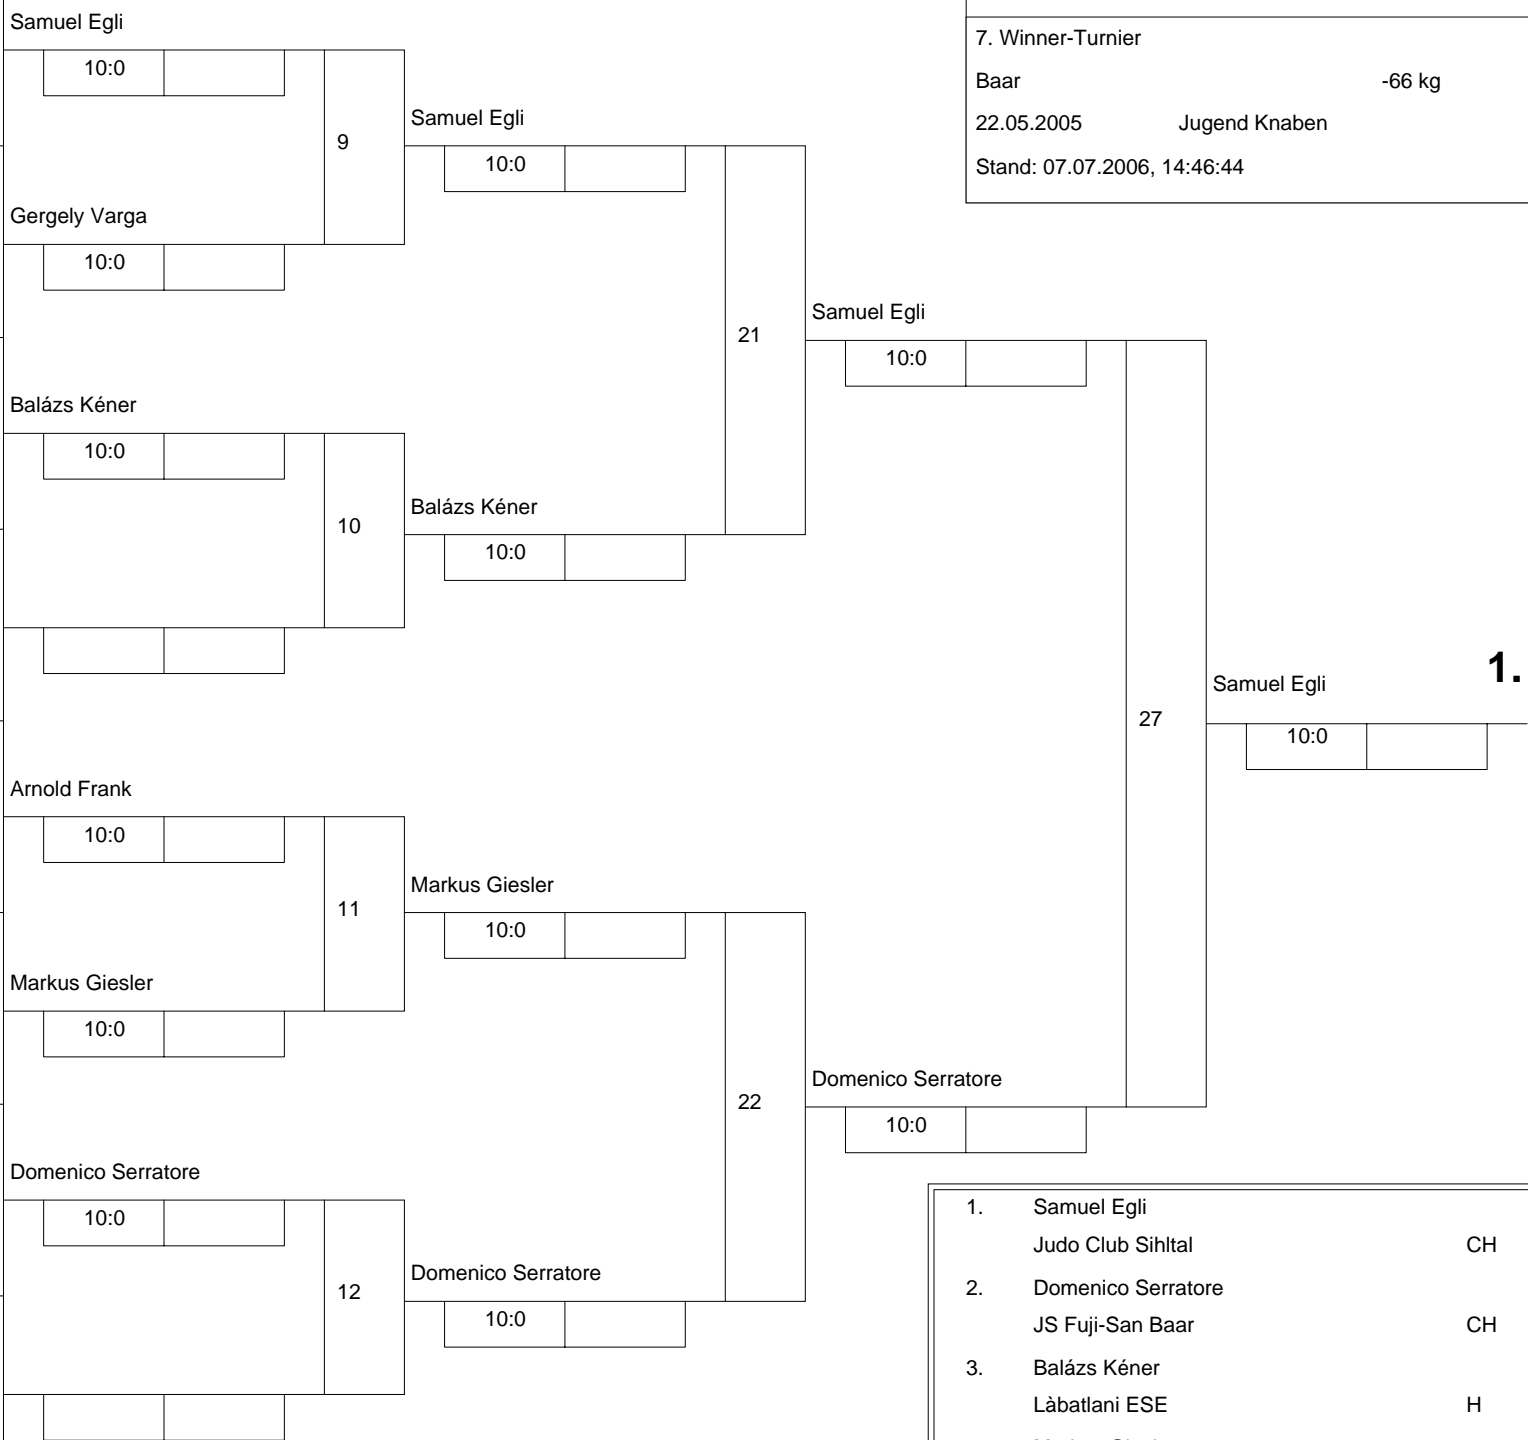 Samuel Egli
10:0
9
Gergely Varga
10:0
Balázs Kéner
10:0
10
Arnold Frank
10:0
11
Markus Giesler
10:0
Domenico Serratore
10:0
12
Samuel Egli
10:0
21
Balázs Kéner
10:0
Markus Giesler
10:0
22
Domenico Serratore
10:0
Samuel Egli
10:0
27
Domenico Serratore
10:0
Samuel Egli 1.
10:0
7. Winner-Turnier
Baar -66 kg
22.05.2005 Jugend Knaben
Stand: 07.07.2006, 14:46:44
1. Samuel Egli
Judo Club Sihltal CH
2. Domenico Serratore
JS Fuji-San Baar CH
3. Balázs Kéner
Làbatlani ESE H